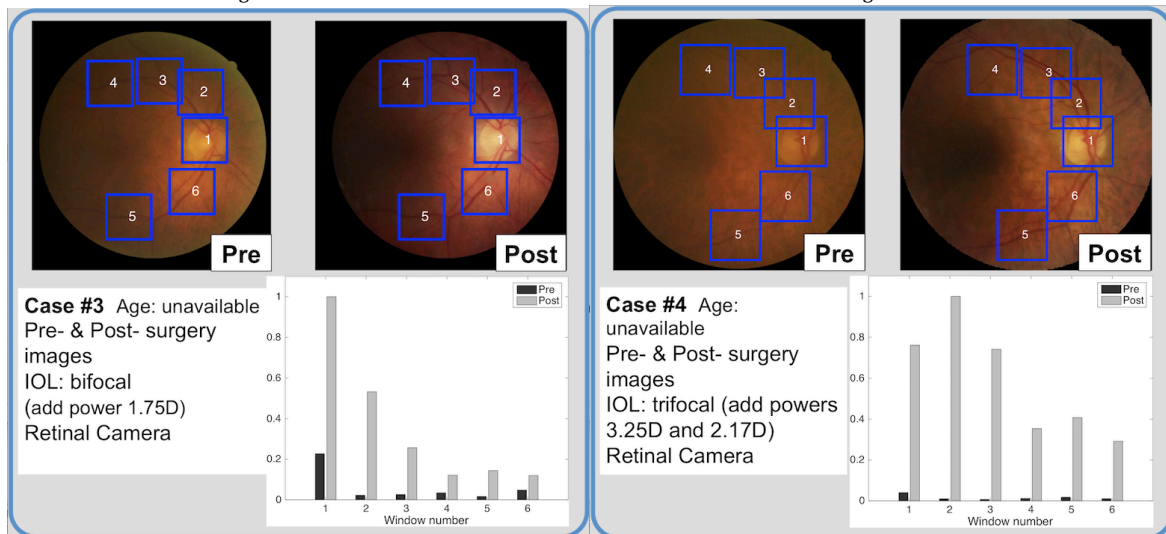 4
3
2
1
6
5
Pre
4
3
2
1
6
5
Post
Case #3 Age: unavailable
Pre- & Post- surgery
images
IOL: bifocal
(add power 1.75D)
Retinal Camera
Pre
Post
1
0.8
0.6
0.4
0.2
0
1 2 3 4 5 6
Window number
4
3
2
1
6
5
Pre
4
3
2
1
6
5
Post
Case #4 Age:
unavailable
Pre- & Post- surgery
images
IOL: trifocal (add powers
3.25D and 2.17D)
Retinal Camera
Pre
Post
1
0.8
0.6
0.4
0.2
0
1 2 3 4 5 6
Window number